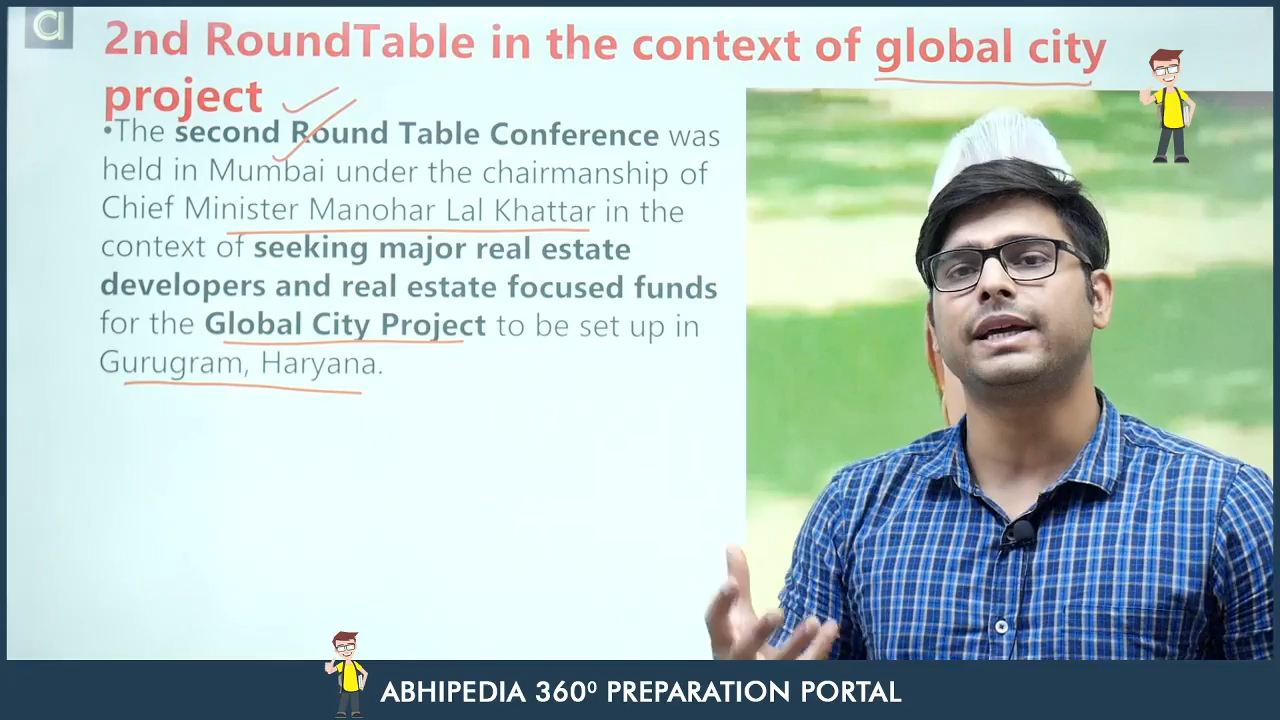 a
2nd RoundTable in the context of global city
project
•The second Round Table Conference was
held in Mumbai under the chairmanship of
Chief Minister Manohar Lal Khattar in the
context of seeking major real estate
developers and real estate focused funds
for the Global City Project to be set up in
Gurugram, Haryana.
ABHIPEDIA 360⁰ PREPARATION PORTAL